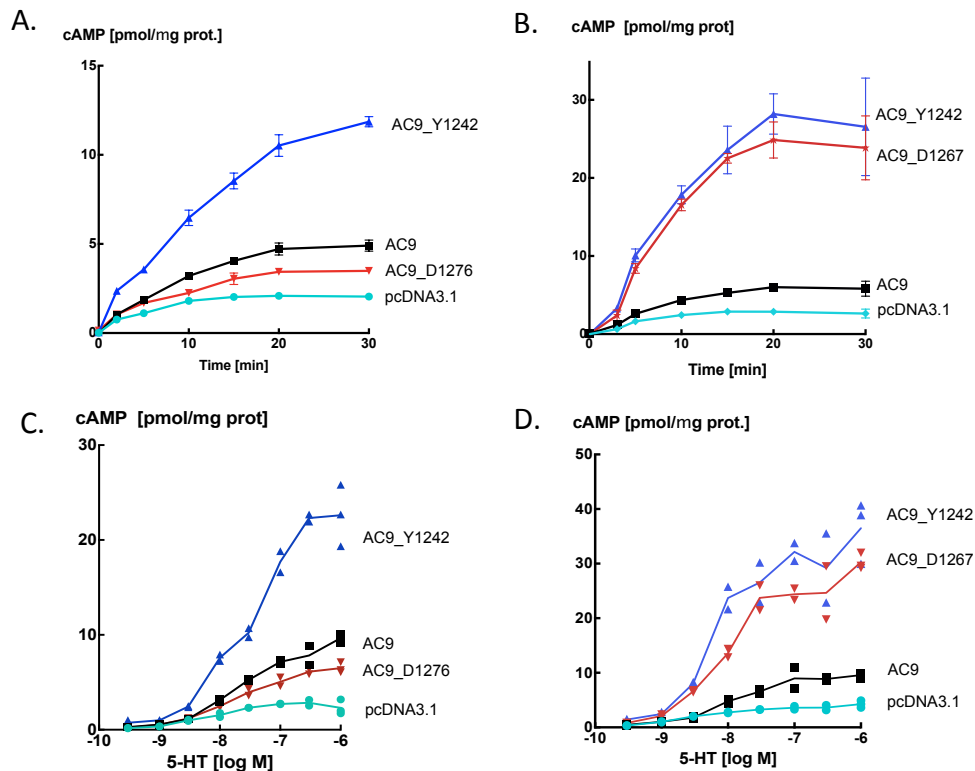 A.
cAMP [pmol/mg prot.]
15
10
5
0
0
10
20
30
Time [min]
AC9_Y1242
AC9
AC9_D1276
pcDNA3.1
B.
cAMP [pmol/mg prot]
30
20
10
0
0
10
20
30
Time [min]
AC9_Y1242
AC9_D1267
AC9
pcDNA3.1
C.
cAMP [pmol/mg prot]
30
20
10
0
-10
-9
-8
-7
-6
5-HT [log M]
AC9_Y1242
AC9
AC9_D1276
pcDNA3.1
D.
cAMP [pmol/mg prot.]
50
40
30
20
10
0
-10
-9
-8
-7
-6
5-HT [log M]
AC9_Y1242
AC9_D1267
AC9
pcDNA3.1